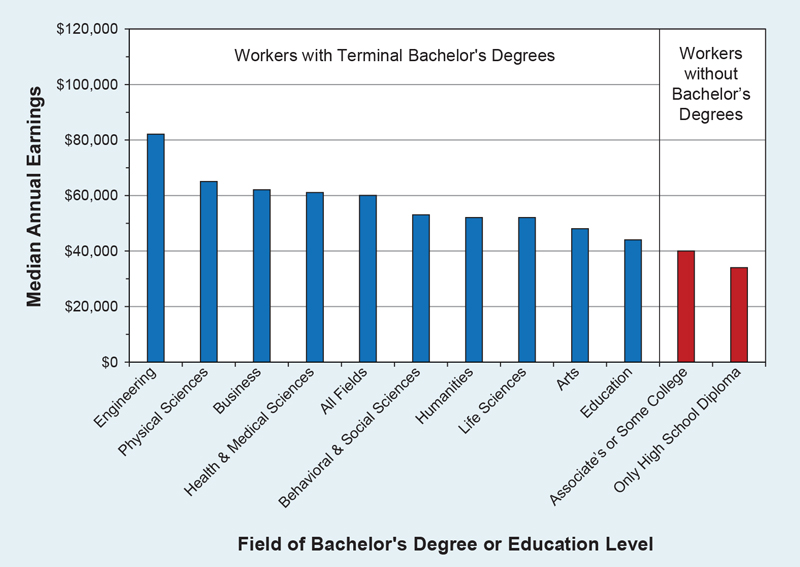 $120,000
$100,000
$80,000
$60,000
$40,000
$20,000
$0
Median Annual Earnings
Workers with Terminal Bachelor's Degrees
Workers
without
Bachelor’s
Degrees
Engineering
Physical Sciences
Business
Health & Medical Sciences
All Fields
Behavioral & Social Sciences
Humanities
Life Sciences
Arts
Education
Associate’s or Some College
Only High School Diploma
Field of Bachelor's Degree or Education Level